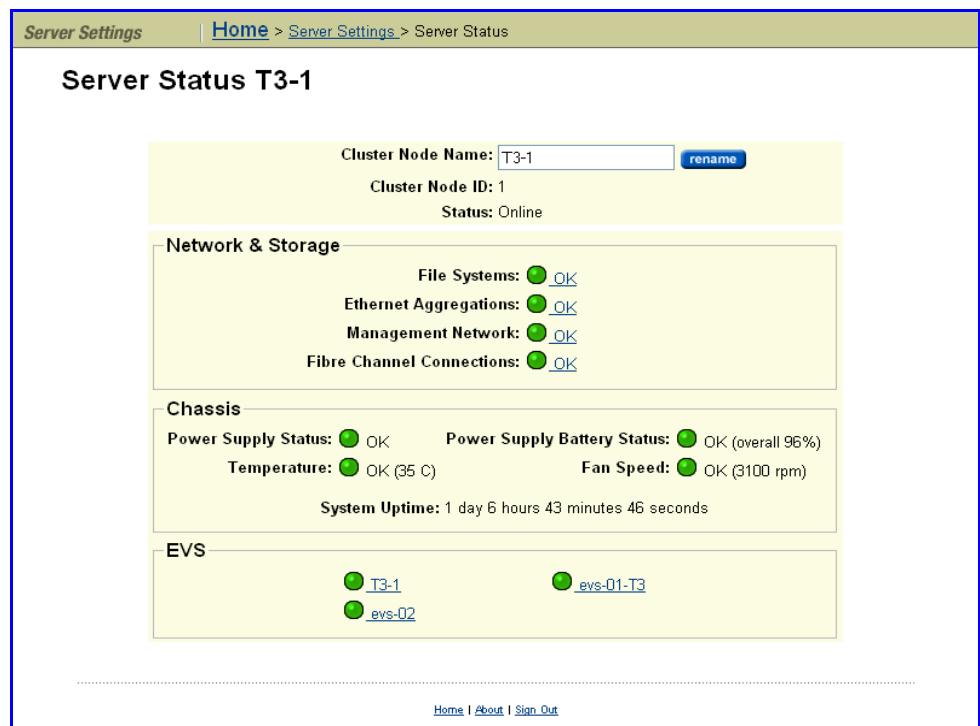 Server Settings | Home > Server Settings > Server Status
Server Status T3-1
Cluster Node Name: T3-1 rename
Cluster Node ID: 1
Status: Online
Network & Storage
File Systems: OK
Ethernet Aggregations: OK
Management Network: OK
Fibre Channel Connections: OK
Chassis
Power Supply Status: OK Power Supply Battery Status: OK (overall 96%)
Temperature: OK (35 C) Fan Speed: OK (3100 rpm)
System Uptime: 1 day 6 hours 43 minutes 46 seconds
EVS
T3-1 evs-01-T3
evs-02
Home | About | Sign Out